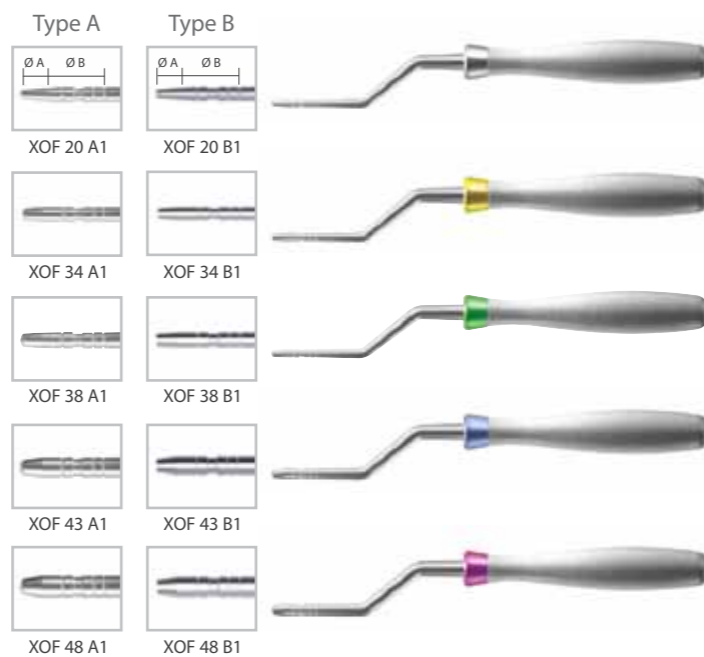 Type A Type B
Ø A Ø B Ø A Ø B
XOF 20 A1 XOF 20 B1
XOF 34 A1 XOF 34 B1
XOF 38 A1 XOF 38 B1
XOF 43 A1 XOF 43 B1
XOF 48 A1 XOF 48 B1